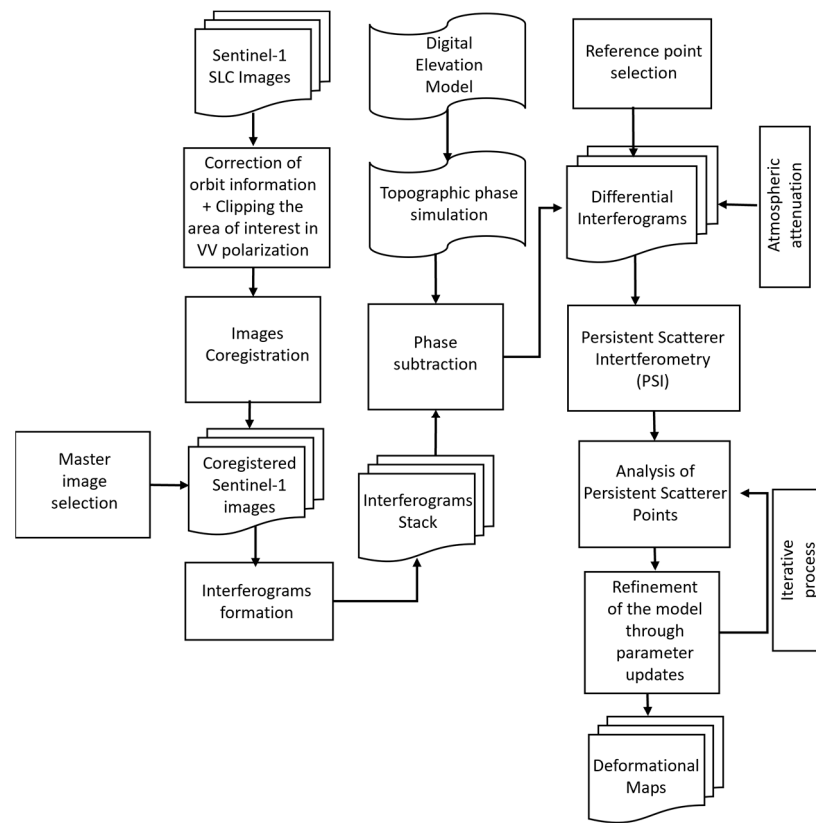 Sentinel-1
SLC Images
Correction of
orbit information
+ Clipping the
area of interest in
VV polarization
Images
Coregistration
Master
image
selection
Coregistered
Sentinel-1
images
Interferograms
formation
Digital
Elevation
Model
Topographic phase
simulation
Phase
subtraction
Interferograms
Stack
Reference point
selection
Differential
Interferograms
Atmospheric
attenuation
Persistent Scatterer
Intertferometry
(PSI)
Analysis of
Persistent Scatterer
Points
Iterative
process
Refinement
of the model
through
parameter
updates
Deformational
Maps